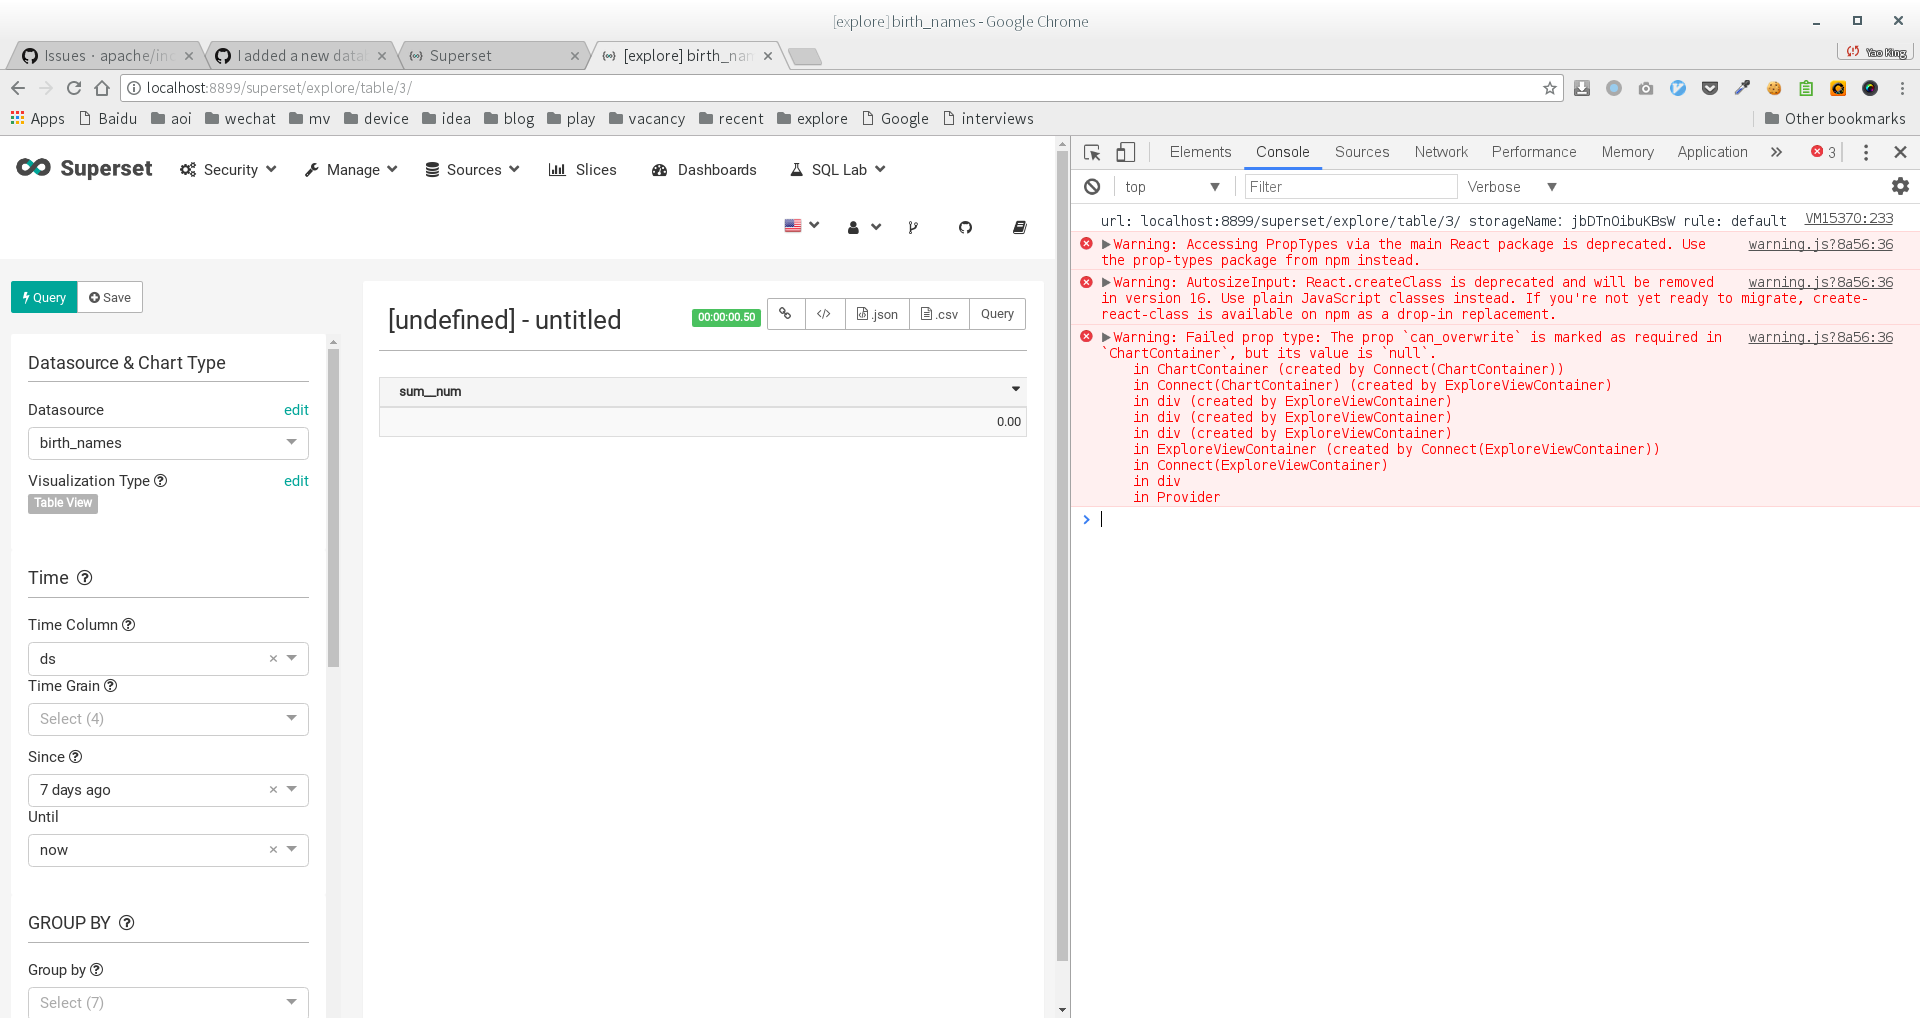 [explore] birth_names - Google Chrome
Issues · apache/inc
I added a new datab
Superset
[explore] birth_nam
Yao King
localhost:8899/superset/explore/table/3/
Apps
Baidu
aoi
wechat
mv
device
idea
blog
play
vacancy
recent
explore
Google
interviews
Other bookmarks
Superset
Security
Manage
Sources
Slices
Dashboards
SQL Lab
Query
Save
Datasource & Chart Type
Datasource
edit
birth_names
Visualization Type
edit
Table View
Time
Time Column
ds
Time Grain
Select (4)
Since
7 days ago
Until
now
GROUP BY
Group by
Select (7)
[undefined] - untitled
00:00:00.50
</>
.json
.csv
Query
sum__num
0.00
Elements
Console
Sources
Network
Performance
Memory
Application
»
3
top
Filter
Verbose
url: localhost:8899/superset/explore/table/3/ storageName: jbDTnOibuKBsW rule: default
VM15370:233
Warning: Accessing PropTypes via the main React package is deprecated. Use
warning.js?8a56:36
the prop-types package from npm instead.
Warning: AutosizeInput: React.createClass is deprecated and will be removed
warning.js?8a56:36
in version 16. Use plain JavaScript classes instead. If you're not yet ready to migrate, create-
react-class is available on npm as a drop-in replacement.
Warning: Failed prop type: The prop `can_overwrite` is marked as required in
warning.js?8a56:36
`ChartContainer`, but its value is `null`.
in ChartContainer (created by Connect(ChartContainer))
in Connect(ChartContainer) (created by ExploreViewContainer)
in div (created by ExploreViewContainer)
in div (created by ExploreViewContainer)
in div (created by ExploreViewContainer)
in ExploreViewContainer (created by Connect(ExploreViewContainer))
in Connect(ExploreViewContainer)
in div
in Provider